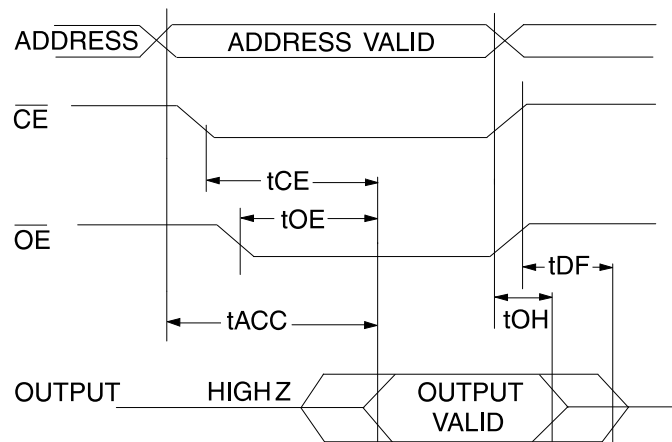 ADDRESS ADDRESS VALID
CE
tCE
tOE
OE
tDF
tACC
tOH
OUTPUT HIGH Z OUTPUT
VALID